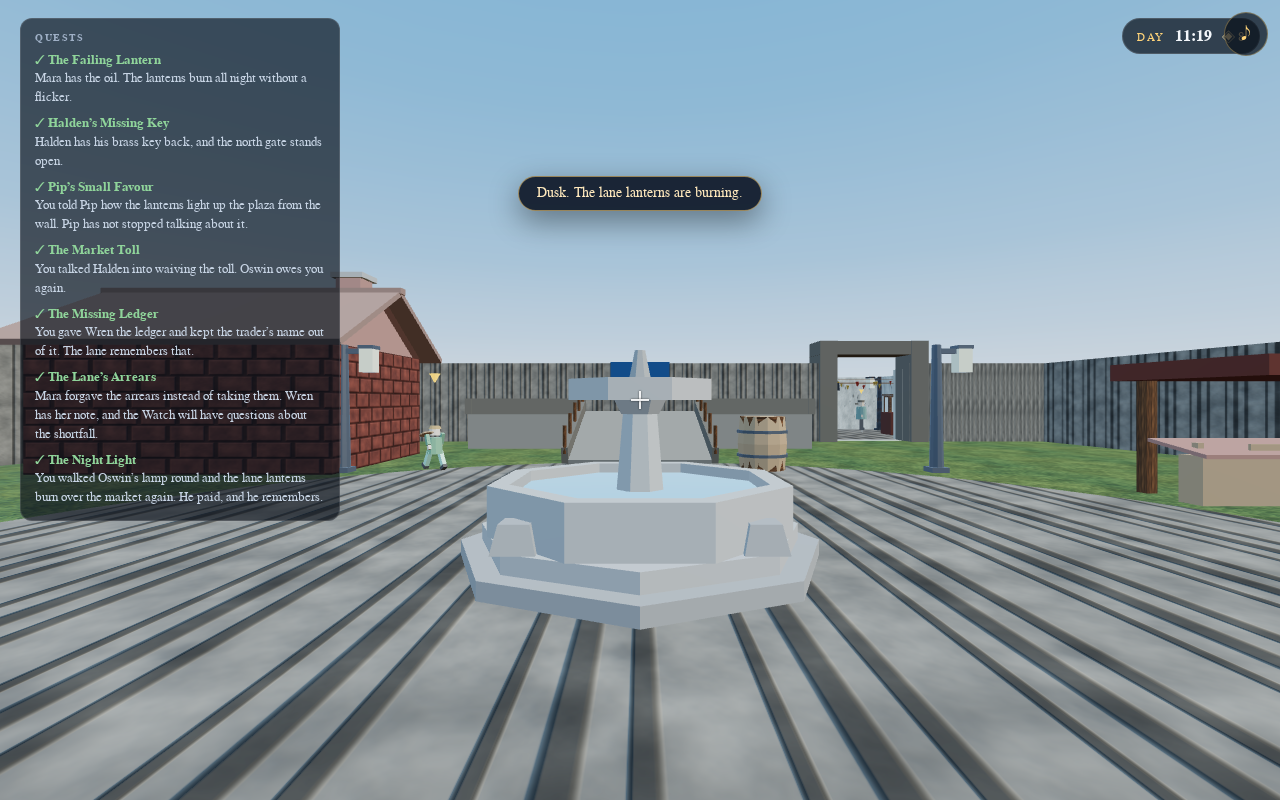 QUESTS
✓ The Failing Lantern
Mara has the oil. The lanterns burn all night without a
flicker.
✓ Halden’s Missing Key
Halden has his brass key back, and the north gate stands
open.
✓ Pip’s Small Favour
You told Pip how the lanterns light up the plaza from the
wall. Pip has not stopped talking about it.
✓ The Market Toll
You talked Halden into waiving the toll. Oswin owes you
again.
✓ The Missing Ledger
You gave Wren the ledger and kept the trader’s name out
of it. The lane remembers that.
✓ The Lane’s Arrears
Mara forgave the arrears instead of taking them. Wren
has her note, and the Watch will have questions about
the shortfall.
✓ The Night Light
You walked Oswin’s lamp round and the lane lanterns
burn over the market again. He paid, and he remembers.
Dusk. The lane lanterns are burning.
DAY 11:19